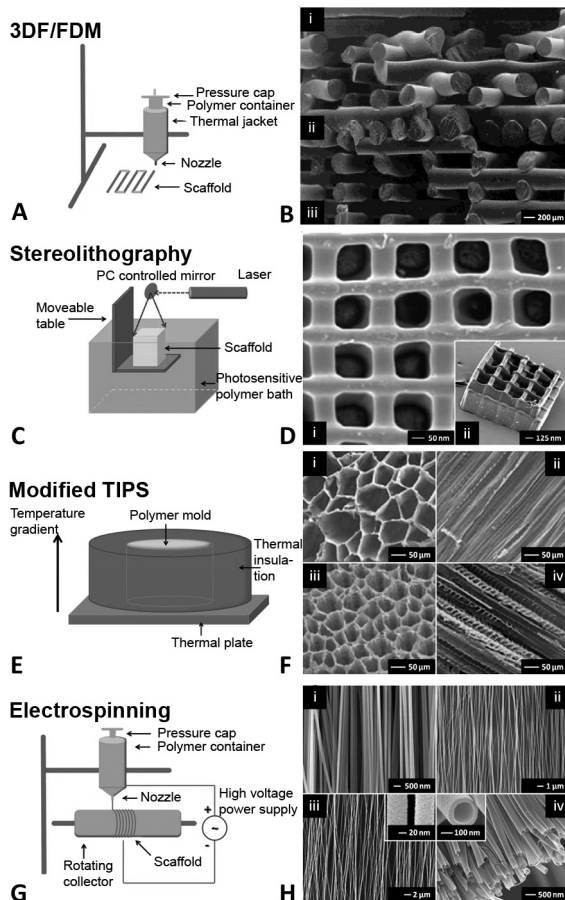 3DF/FDM
Pressure cap
Polymer container
Thermal jacket
Nozzle
Scaffold
A
i
ii
iii
200 µm
B
Stereolithography
PC controlled mirror
Laser
Moveable
table
Scaffold
Photosensitive
polymer bath
C
i
50 nm
ii
125 nm
D
Modified TIPS
Temperature
gradient
Polymer mold
Thermal
insula-
tion
Thermal plate
E
i
50 µm
ii
50 µm
iii
50 µm
iv
50 µm
F
Electrospinning
Pressure cap
Polymer container
Nozzle
High voltage
power supply
+
~
-
Rotating
collector
Scaffold
G
i
500 nm
ii
1 µm
iii
20 nm
2 µm
100 nm
iv
500 nm
H